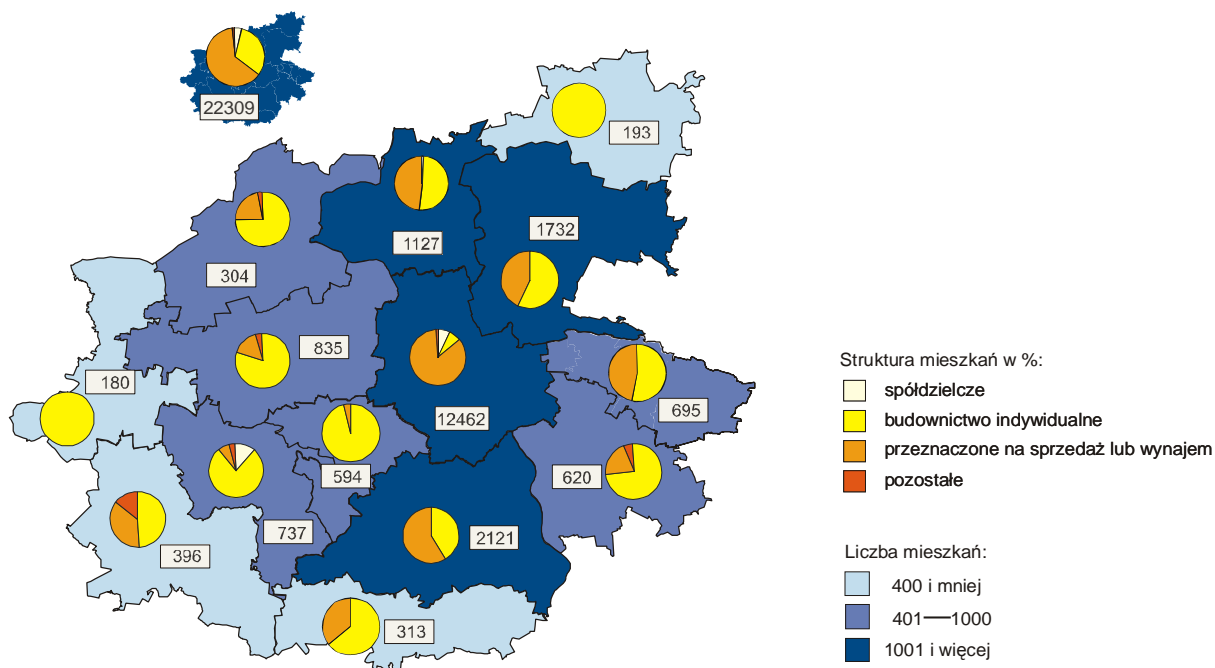 22309
193
1127
1732
304
835
180
12462
695
594
620
737
2121
396
313
Struktura mieszkań w %:
spółdzielcze
budownictwo indywidualne
przeznaczone na sprzedaż lub wynajem
pozostałe
Liczba mieszkań:
400 i mniej
401—1000
1001 i więcej